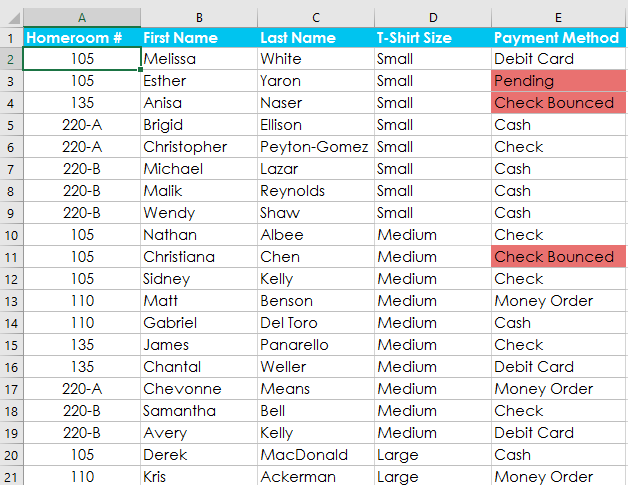 A B C D E
1 Homeroom # First Name Last Name T-Shirt Size Payment Method
2 105 Melissa White Small Debit Card
3 105 Esther Yaron Small Pending
4 135 Anisa Naser Small Check Bounced
5 220-A Brigid Ellison Small Cash
6 220-A Christopher Peyton-Gomez Small Check
7 220-B Michael Lazar Small Cash
8 220-B Malik Reynolds Small Cash
9 220-B Wendy Shaw Small Cash
10 105 Nathan Albee Medium Check
11 105 Christiana Chen Medium Check Bounced
12 105 Sidney Kelly Medium Check
13 110 Matt Benson Medium Money Order
14 110 Gabriel Del Toro Medium Cash
15 135 James Panarello Medium Check
16 135 Chantal Weller Medium Debit Card
17 220-A Chevonne Means Medium Money Order
18 220-B Samantha Bell Medium Check
19 220-B Avery Kelly Medium Debit Card
20 105 Derek MacDonald Large Cash
21 110 Kris Ackerman Large Money Order